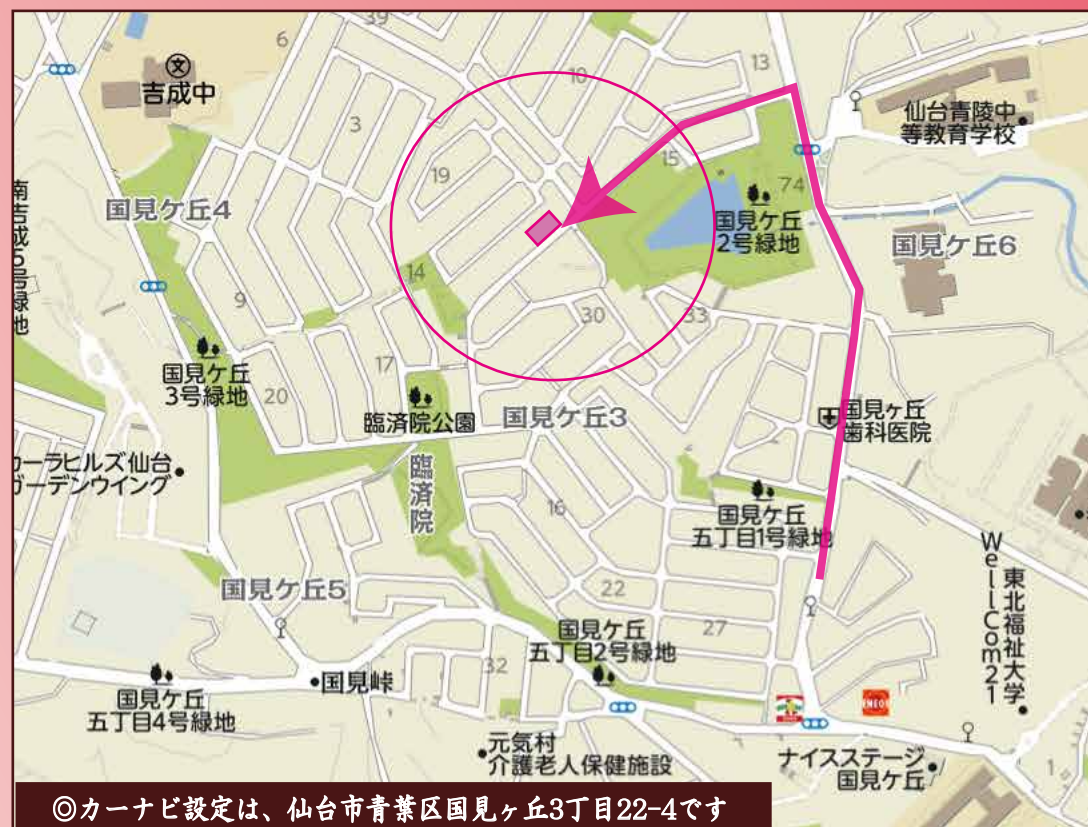 39
6
吉成中
10
13
3
仙台青陵中
等教育学校
15
19
74
国見ケ丘4
国見ケ丘
2号緑地
国見ケ丘6
南吉成5号緑地
14
9
30
33
17
国見ケ丘
3号緑地
20
臨済院公園
国見ケ丘3
国見ケ丘
歯科医院
カーラヒルズ仙台
ガーデンウイング
臨済院
16
国見ケ丘
五丁目1号緑地
東北福祉大学
WellCom21
国見ケ丘5
22
27
国見ケ丘
五丁目2号緑地
32
国見峠
国見ケ丘
五丁目4号緑地
ENEOS
元気村
介護老人保健施設
ナイスステージ
国見ケ丘
1
◎カーナビ設定は、仙台市青葉区国見ヶ丘3丁目22-4です